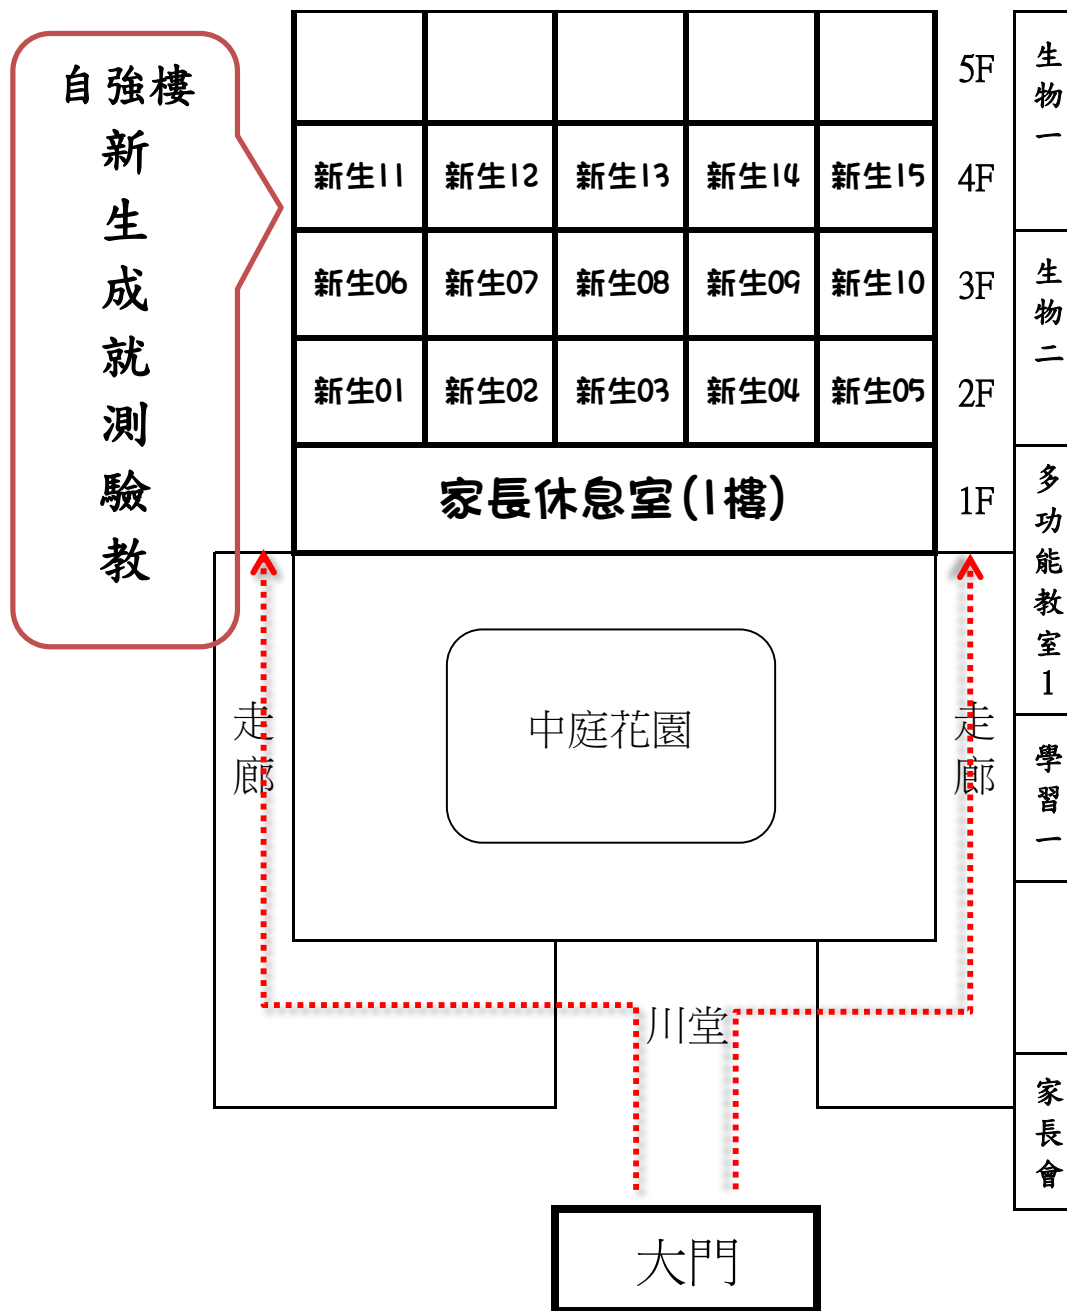 自強樓
新
生
成
就
測
驗
教
5F
新生11 新生12 新生13 新生14 新生15 4F
新生06 新生07 新生08 新生09 新生10 3F
新生01 新生02 新生03 新生04 新生05 2F
家長休息室(1樓) 1F
生物一
生物二
多功能教室1
學習一
家長會
走廊
中庭花園
走廊
川堂
大門